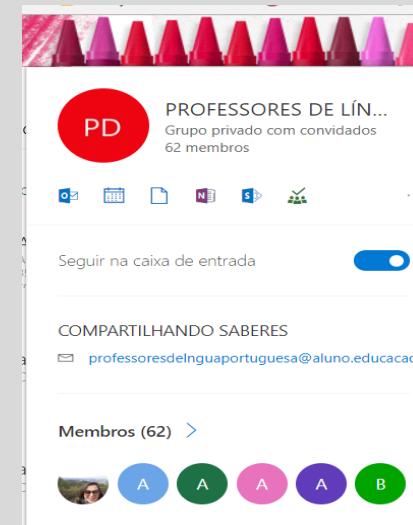 PD
PROFESSORES DE LÍN...
Grupo privado com convidados
62 membros
Seguir na caixa de entrada
COMPARTILHANDO SABERES
professoresdelnguaportuguesa@aluno.educacao
Membros (62)
A A A A B